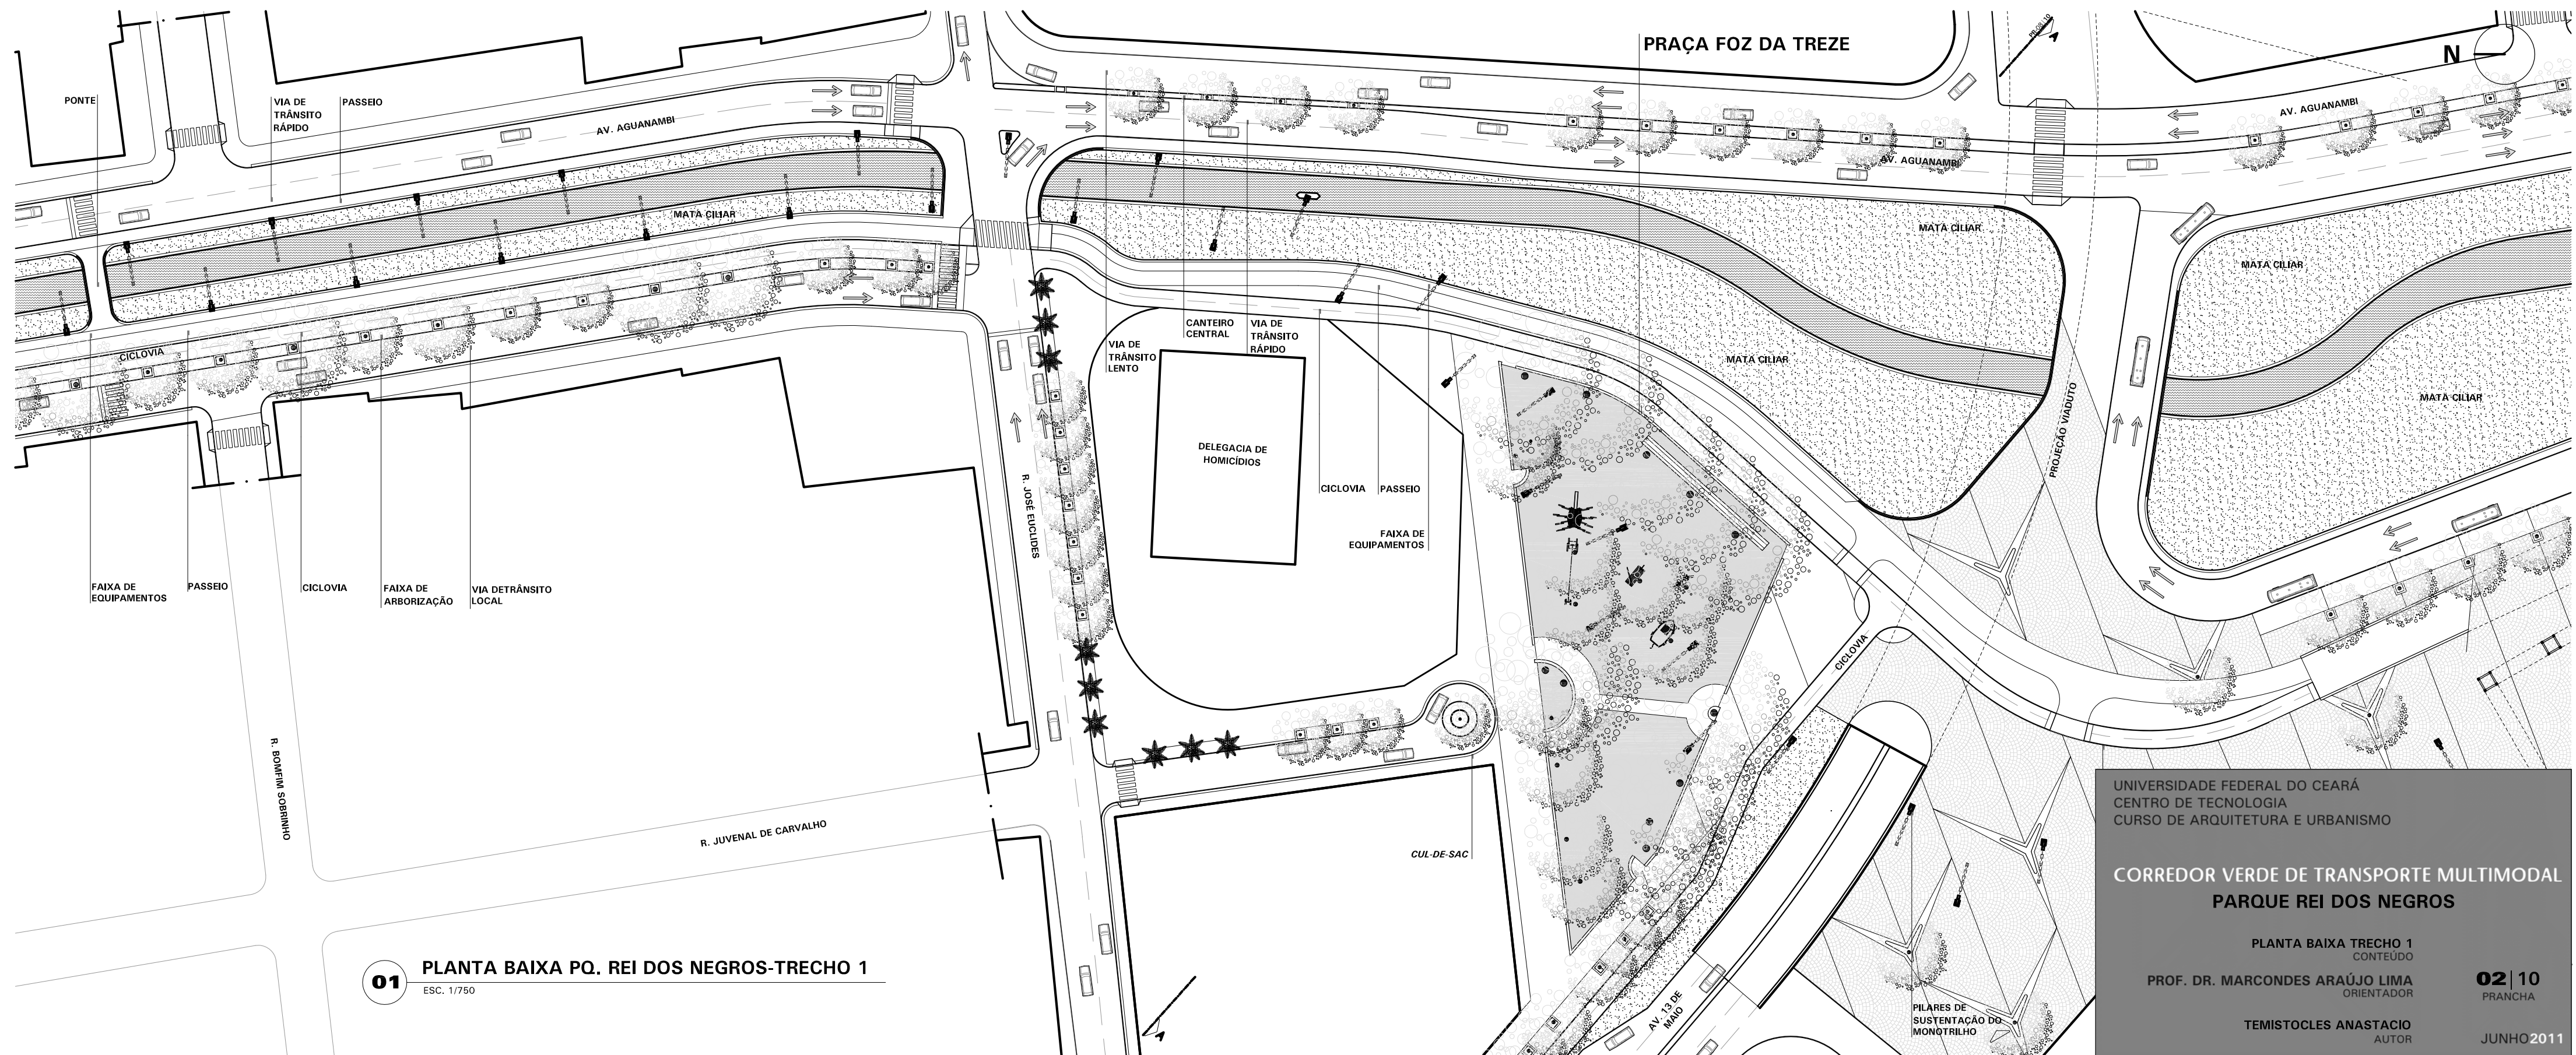 PRAÇA FOZ DA TREZE
N
PONTE
VIA DE
TRÂNSITO
RÁPIDO
PASSEIO
AV. AGUANAMBI
AV. AGUANAMBI
AV. AGUANAMBI
A
MATA CILIAR
MATA CILIAR
MATA CILIAR
MATA CILIAR
MATA CILIAR
CICLOVIA
VIA DE
TRÂNSITO
LENTO
CANTEIRO
CENTRAL
VIA DE
TRÂNSITO
RÁPIDO
PROJEÇÃO VIADUTO
DELEGACIA DE
HOMICÍDIOS
CICLOVIA
PASSEIO
FAIXA DE
EQUIPAMENTOS
R. JOSÉ EUCLIDES
FAIXA DE
EQUIPAMENTOS
PASSEIO
CICLOVIA
FAIXA DE
ARBORIZAÇÃO
VIA DETRÂNSITO
LOCAL
CICLOVIA
R. BOMFIM SOBRINHO
R. JUVENAL DE CARVALHO
CUL-DE-SAC
AV. 13 DE
MAIO
PILARES DE
SUSTENTAÇÃO DO
MONOTRILHO
A
01
PLANTA BAIXA PQ. REI DOS NEGROS-TRECHO 1
ESC. 1/750
UNIVERSIDADE FEDERAL DO CEARÁ
CENTRO DE TECNOLOGIA
CURSO DE ARQUITETURA E URBANISMO
CORREDOR VERDE DE TRANSPORTE MULTIMODAL
PARQUE REI DOS NEGROS
PLANTA BAIXA TRECHO 1
CONTEÚDO
PROF. DR. MARCONDES ARAÚJO LIMA
ORIENTADOR
02|10
PRANCHA
TEMISTOCLES ANASTACIO
AUTOR
JUNHO2011